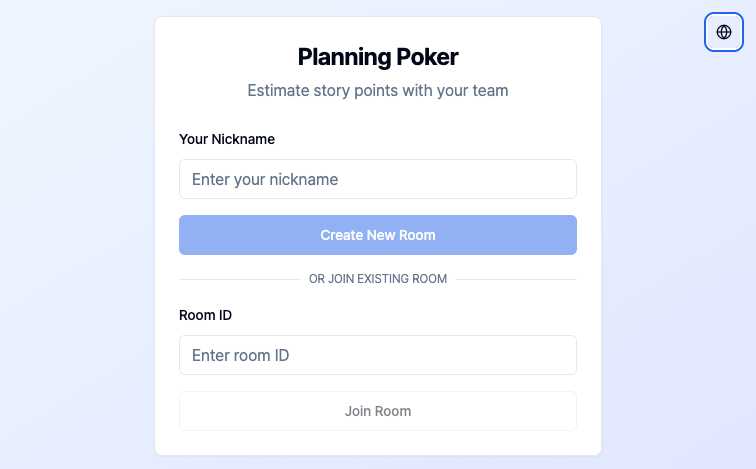 Planning Poker
Estimate story points with your team
Your Nickname
Enter your nickname
Create New Room
OR JOIN EXISTING ROOM
Room ID
Enter room ID
Join Room